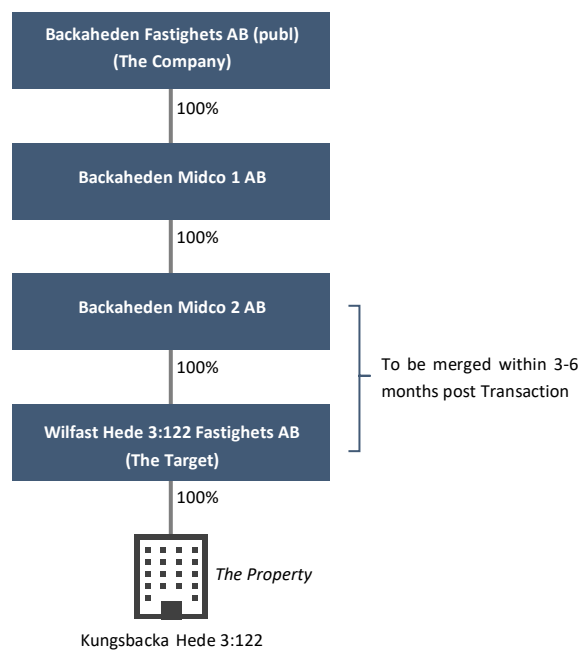 Backaheden Fastighets AB (publ)
(The Company)
100%
Backaheden Midco 1 AB
100%
Backaheden Midco 2 AB
100%
To be merged within 3-6
months post Transaction
Wilfast Hede 3:122 Fastighets AB
(The Target)
100%
The Property
Kungsbacka Hede 3:122